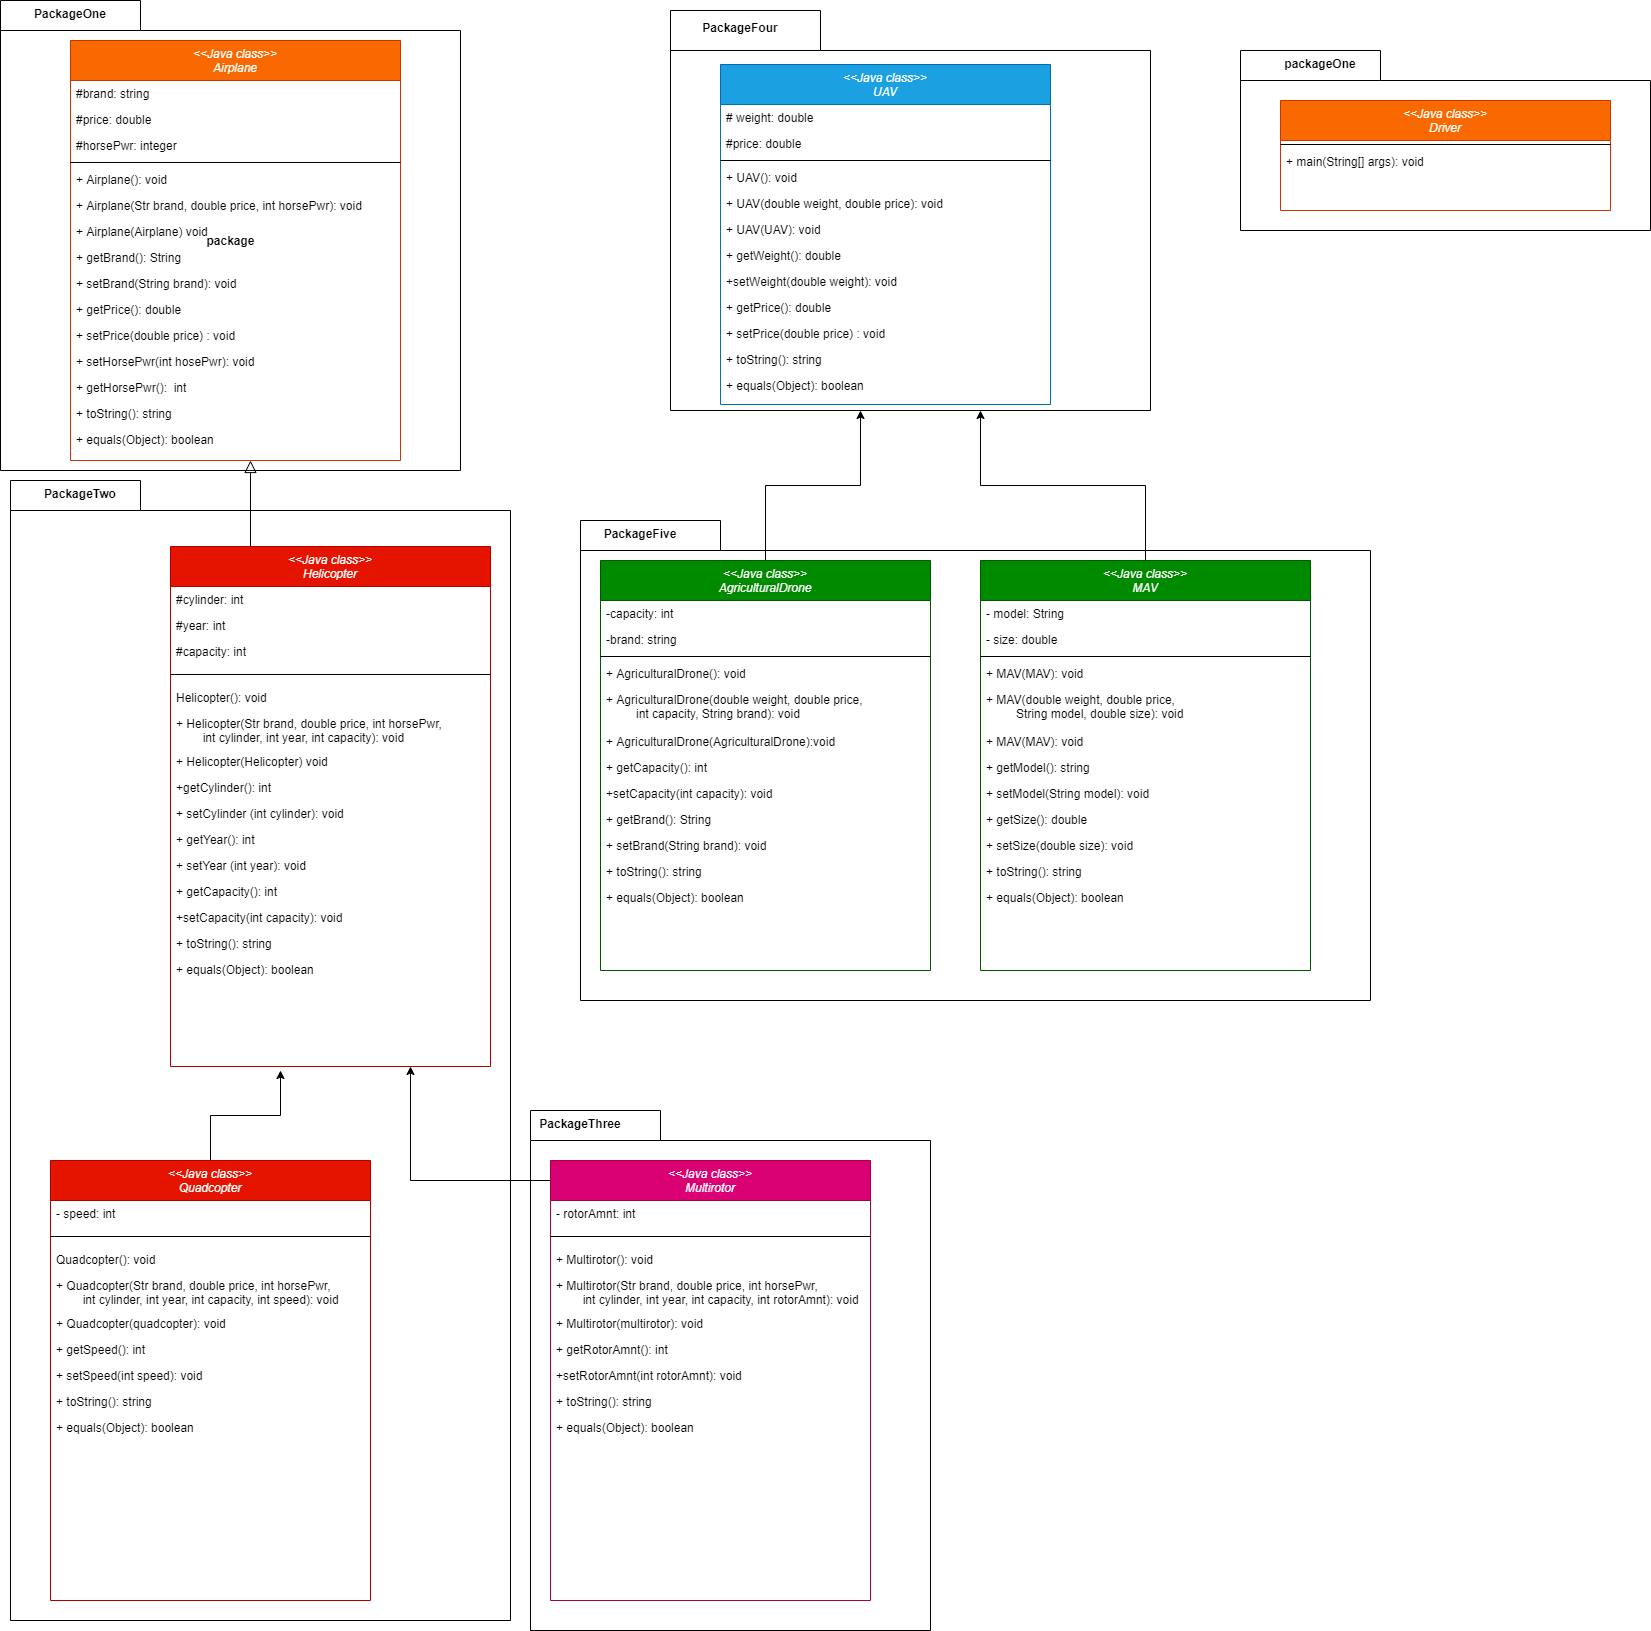 PackageOne
<<Java class>>
Airplane
#brand: string
#price: double
#horsePwr: integer
+ Airplane(): void
+ Airplane(Str brand, double price, int horsePwr): void
+ Airplane(Airplane) void
package
+ getBrand(): String
+ setBrand(String brand): void
+ getPrice(): double
+ setPrice(double price) : void
+ setHorsePwr(int hosePwr): void
+ getHorsePwr():  int
+ toString(): string
+ equals(Object): boolean
PackageFour
<<Java class>>
UAV
# weight: double
#price: double
+ UAV(): void
+ UAV(double weight, double price): void
+ UAV(UAV): void
+ getWeight(): double
+setWeight(double weight): void
+ getPrice(): double
+ setPrice(double price) : void
+ toString(): string
+ equals(Object): boolean
packageOne
<<Java class>>
Driver
+ main(String[] args): void
PackageTwo
<<Java class>>
Helicopter
#cylinder: int
#year: int
#capacity: int
Helicopter(): void
+ Helicopter(Str brand, double price, int horsePwr,
int cylinder, int year, int capacity): void
+ Helicopter(Helicopter) void
+getCylinder(): int
+ setCylinder (int cylinder): void
+ getYear(): int
+ setYear (int year): void
+ getCapacity(): int
+setCapacity(int capacity): void
+ toString(): string
+ equals(Object): boolean
PackageFive
<<Java class>>
AgriculturalDrone
-capacity: int
-brand: string
+ AgriculturalDrone(): void
+ AgriculturalDrone(double weight, double price,
int capacity, String brand): void
+ AgriculturalDrone(AgriculturalDrone):void
+ getCapacity(): int
+setCapacity(int capacity): void
+ getBrand(): String
+ setBrand(String brand): void
+ toString(): string
+ equals(Object): boolean
<<Java class>>
MAV
- model: String
- size: double
+ MAV(MAV): void
+ MAV(double weight, double price,
String model, double size): void
+ MAV(MAV): void
+ getModel(): string
+ setModel(String model): void
+ getSize(): double
+ setSize(double size): void
+ toString(): string
+ equals(Object): boolean
<<Java class>>
Quadcopter
- speed: int
Quadcopter(): void
+ Quadcopter(Str brand, double price, int horsePwr,
int cylinder, int year, int capacity, int speed): void
+ Quadcopter(quadcopter): void
+ getSpeed(): int
+ setSpeed(int speed): void
+ toString(): string
+ equals(Object): boolean
PackageThree
<<Java class>>
Multirotor
- rotorAmnt: int
+ Multirotor(): void
+ Multirotor(Str brand, double price, int horsePwr,
int cylinder, int year, int capacity, int rotorAmnt): void
+ Multirotor(multirotor): void
+ getRotorAmnt(): int
+setRotorAmnt(int rotorAmnt): void
+ toString(): string
+ equals(Object): boolean